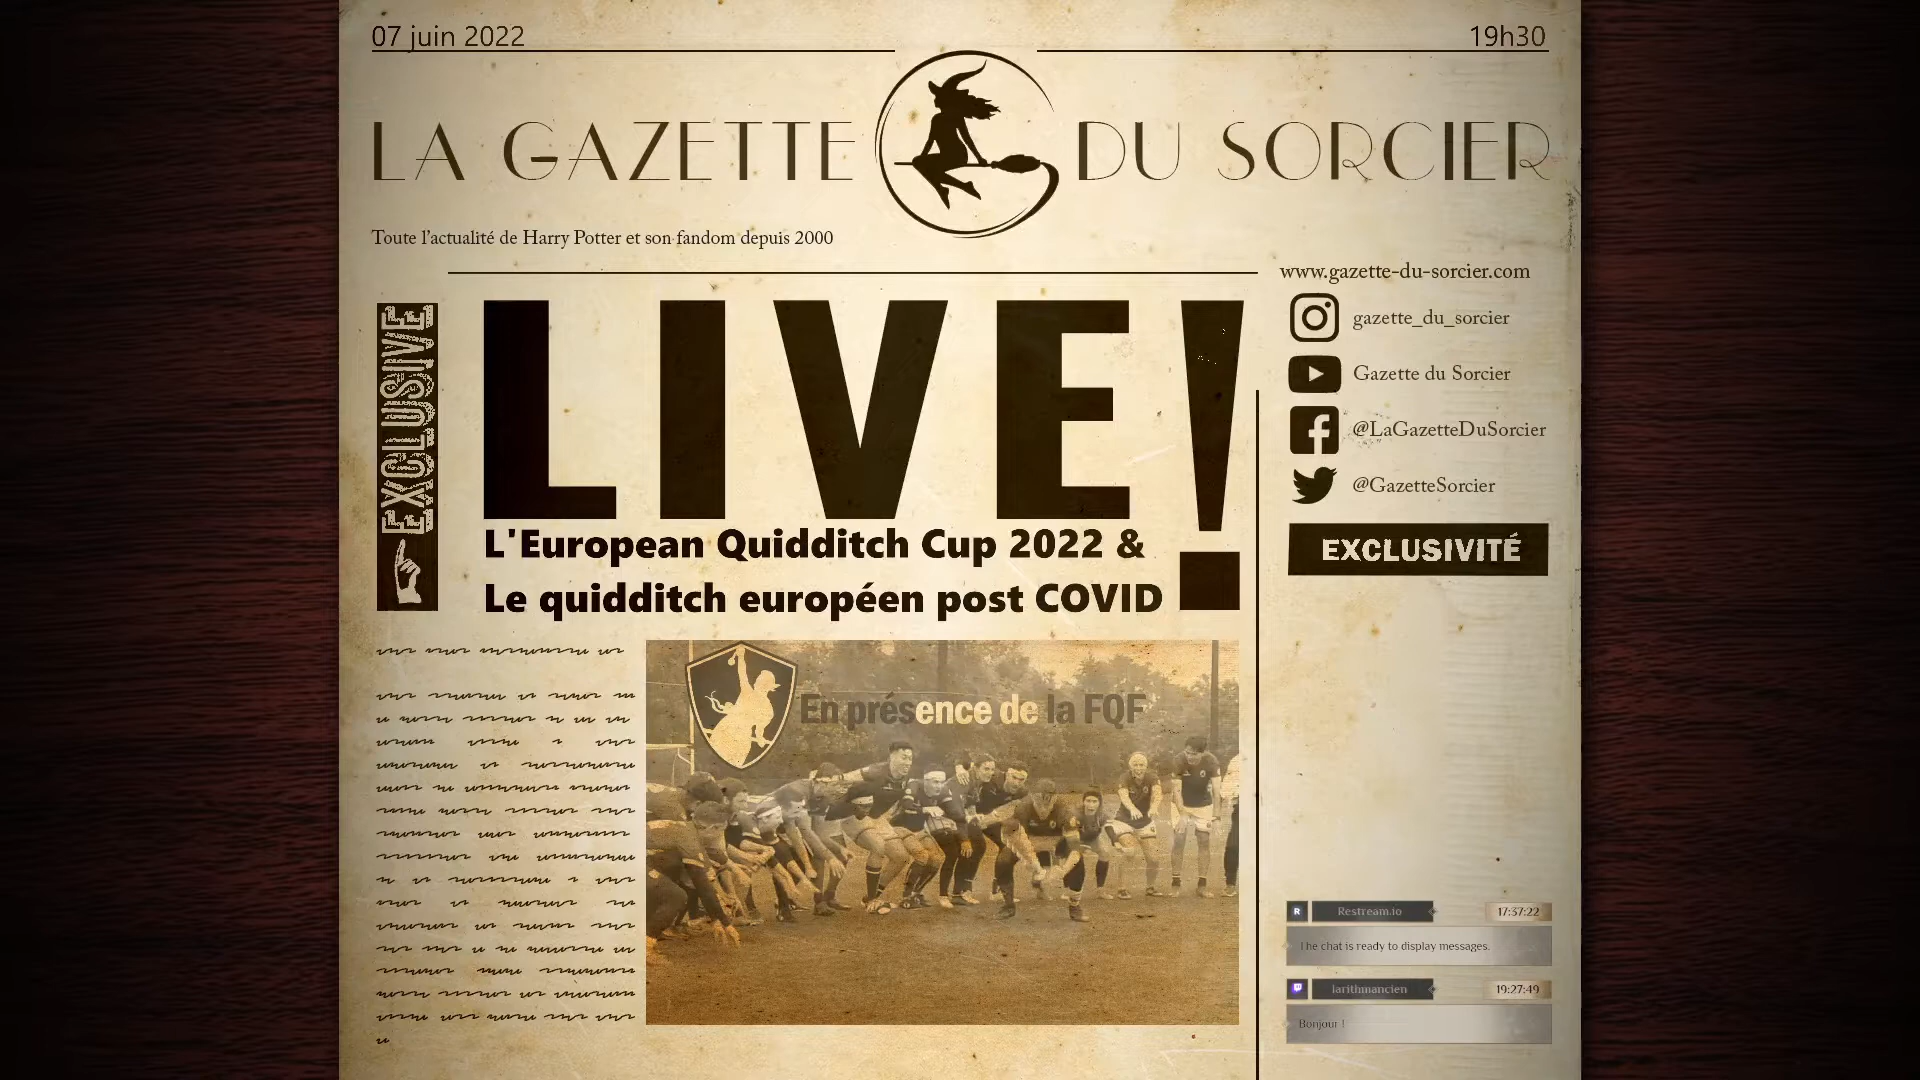 07 juin 2022
19h30
LA GAZETTE DU SORCIER
Toute l'actualité de Harry Potter et son fandom depuis 2000
www.gazette-du-sorcier.com
gazette_du_sorcier
Gazette du Sorcier
@LaGazetteDuSorcier
@GazetteSorcier
EXCLUSIVITÉ
EXCLUSIVE
LIVE!
L'European Quidditch Cup 2022 &
Le quidditch européen post COVID
En présence de la FQF
R Restream.io 17:37:22
The chat is ready to display messages.
larithmancien 19:27:49
Bonjour !